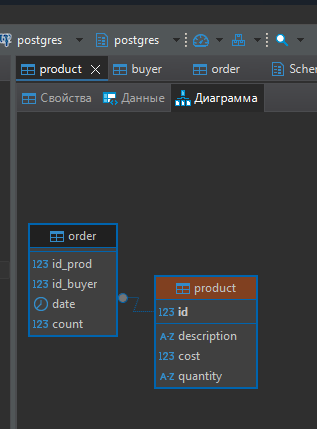 postgres postgres
product buyer order Schen
Свойства Данные Диаграмма
order
123 id_prod
123 id_buyer
date
123 count
product
123 id
A-Z description
123 cost
A-Z quantity